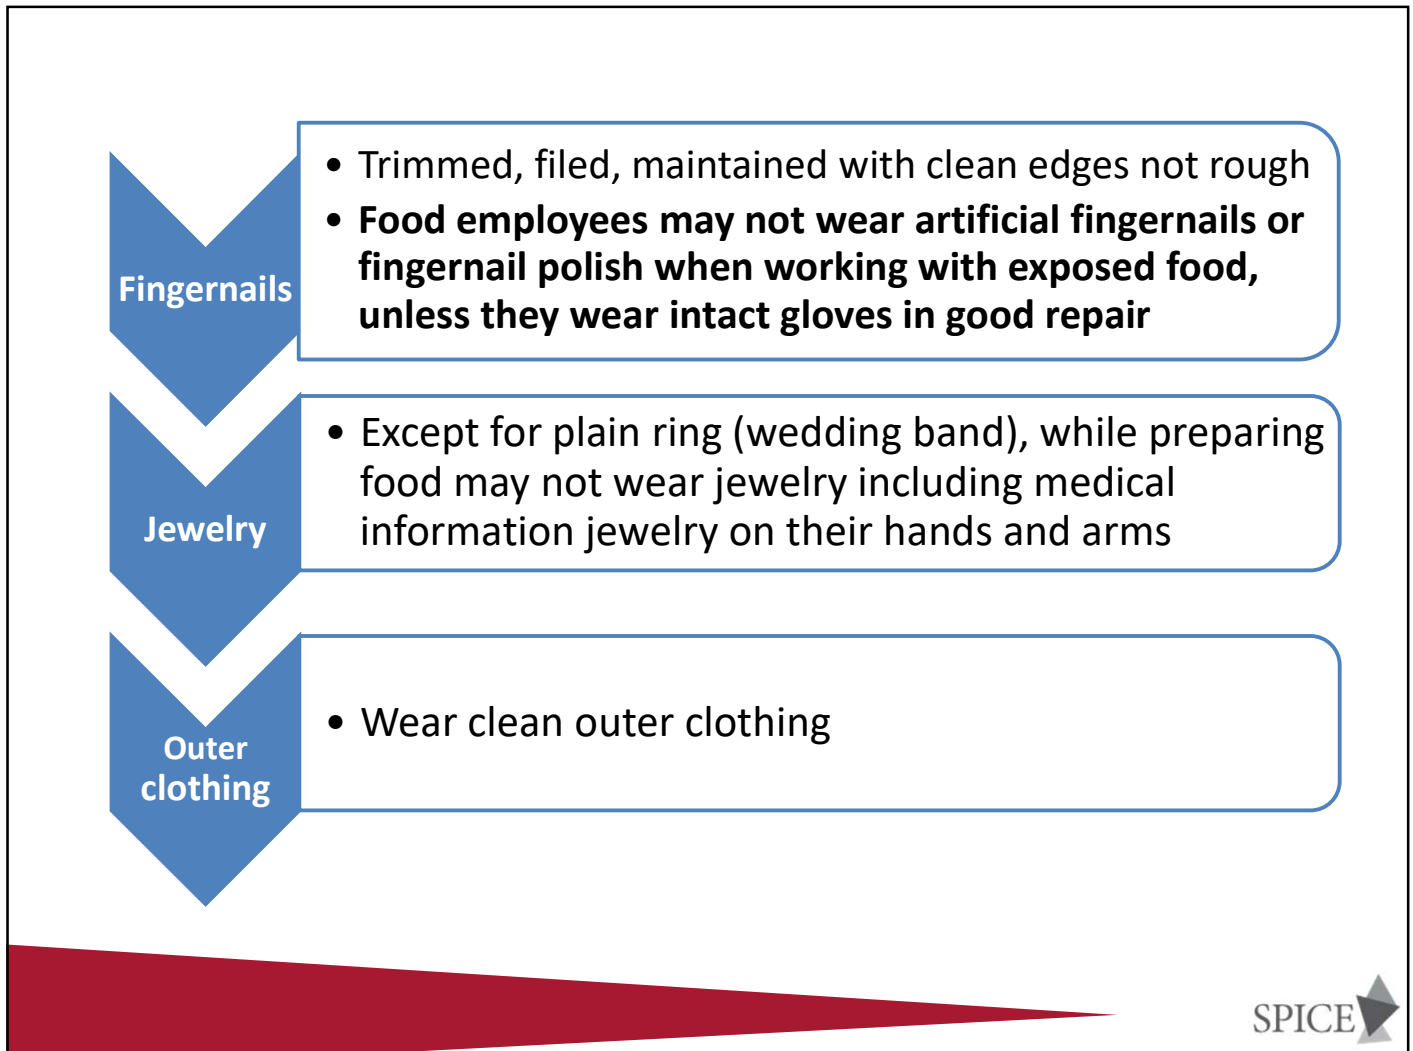 Fingernails
• Trimmed, filed, maintained with clean edges not rough
• Food employees may not wear artificial fingernails or
fingernail polish when working with exposed food,
unless they wear intact gloves in good repair
Jewelry
• Except for plain ring (wedding band), while preparing
food may not wear jewelry including medical
information jewelry on their hands and arms
Outer
clothing
• Wear clean outer clothing
SPICE